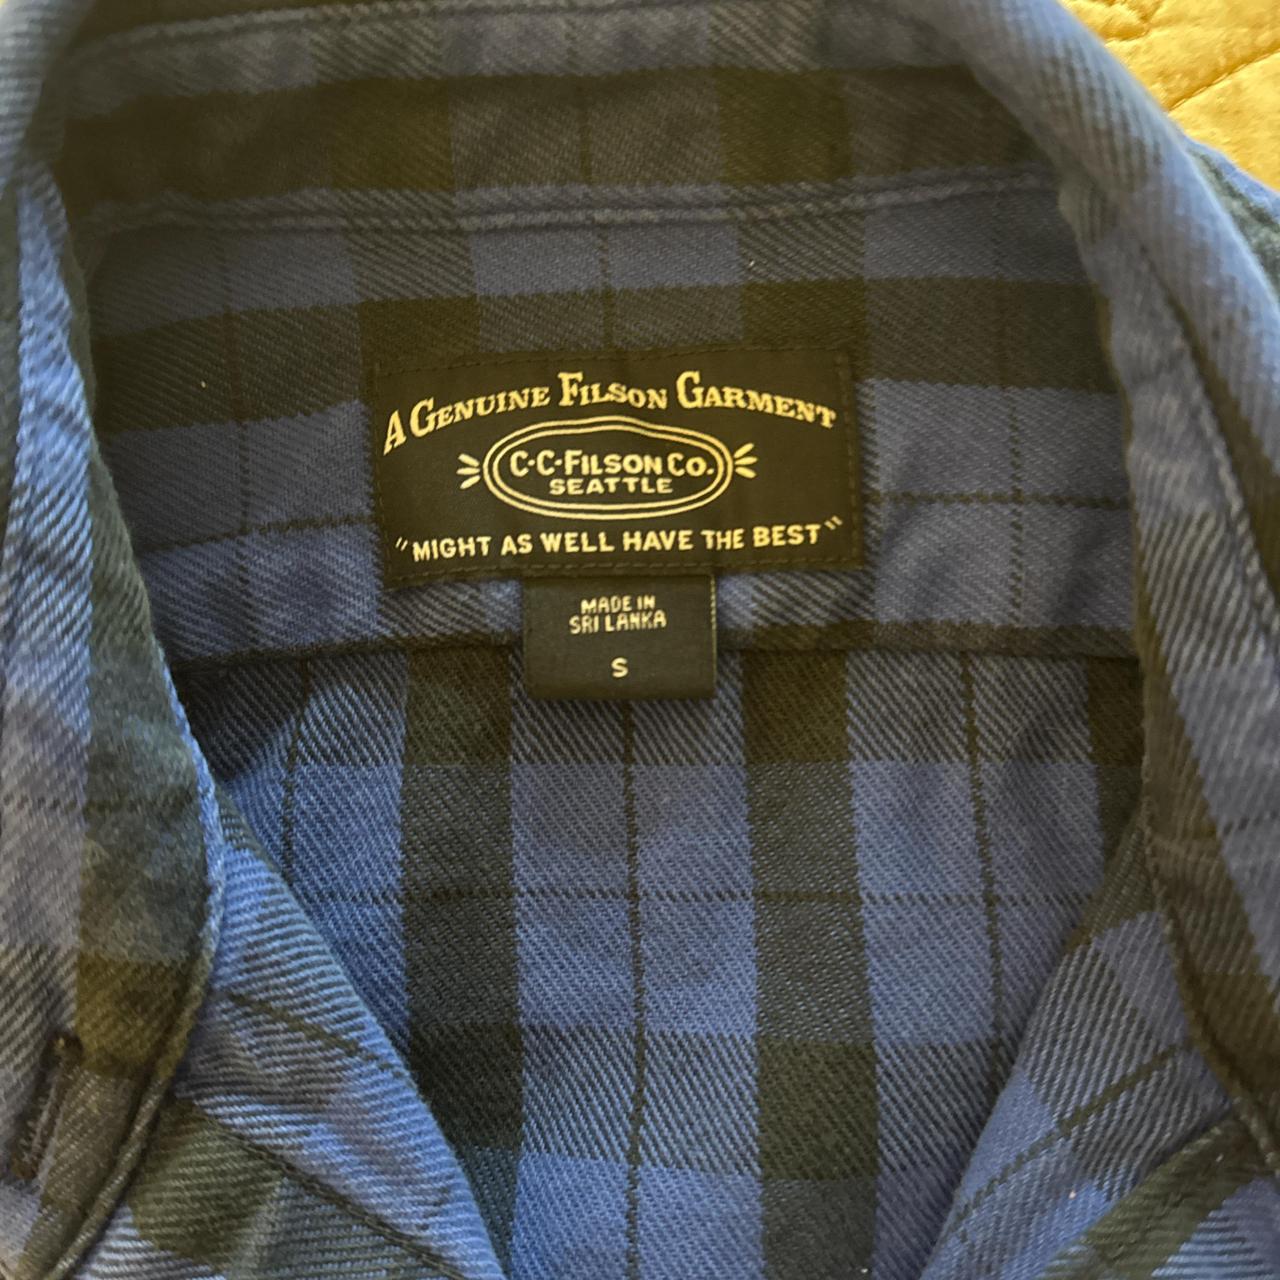 A Genuine Filson Garment
C·C·Filson Co.
SEATTLE
"MIGHT AS WELL HAVE THE BEST"
MADE IN
SRI LANKA
S